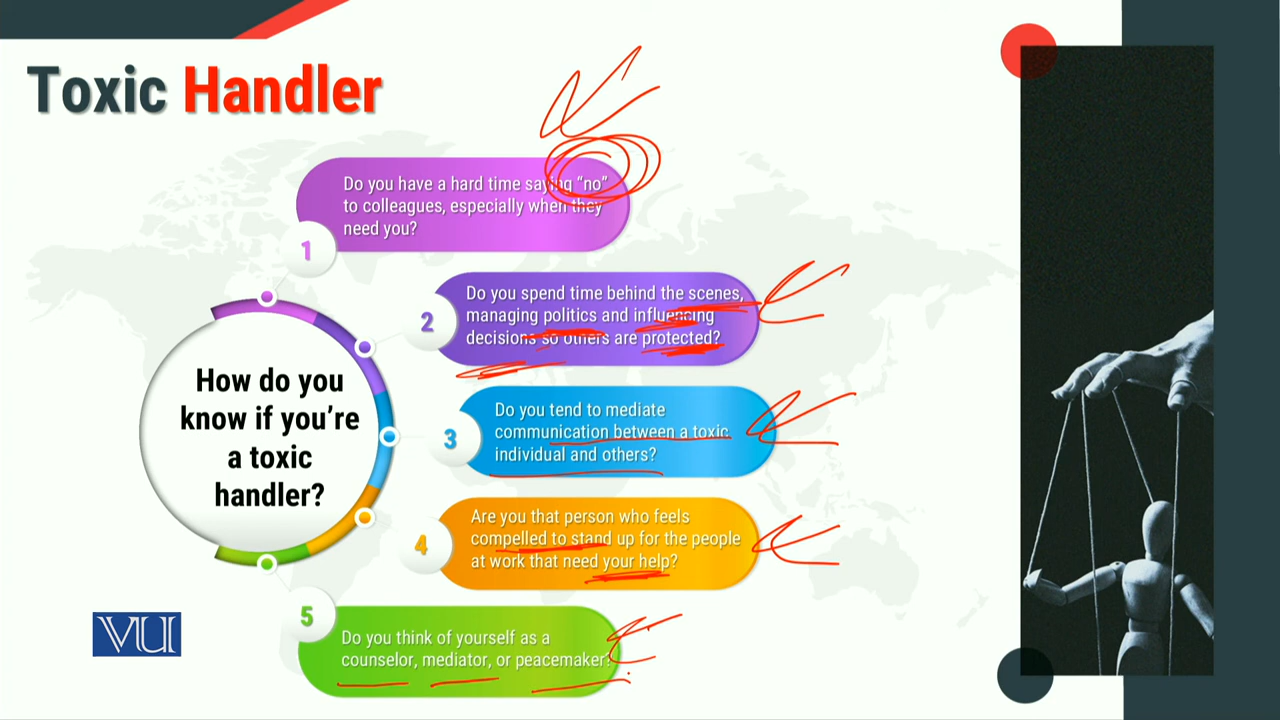 Toxic Handler
Do you have a hard time saying "no"
to colleagues, especially when they
need you?
1
Do you spend time behind the scenes,
managing politics and influencing
decisions so others are protected?
2
How do you
know if you're
a toxic
handler?
Do you tend to mediate
communication between a toxic
individual and others?
3
Are you that person who feels
compelled to stand up for the people
at work that need your help?
4
5
Do you think of yourself as a
counselor, mediator, or peacemaker?
VU